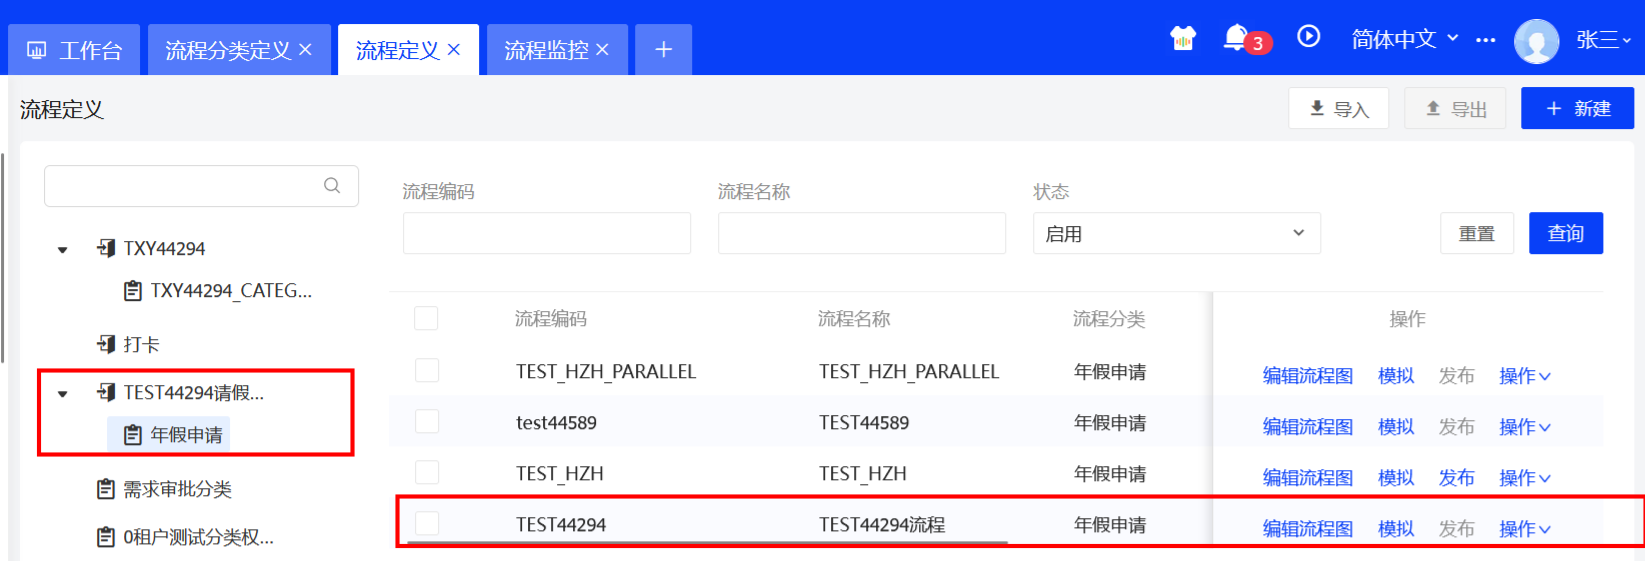 工作台 流程分类定义 × 流程定义 × 流程监控 × + 3 简体中文 ··· 张三
流程定义 导入 导出 + 新建
流程编码 流程名称 状态
启用 重置 查询
TXY44294
TXY44294_CATEG...
打卡
TEST44294请假...
年假申请
需求审批分类
0租户测试分类权...
流程编码 流程名称 流程分类 操作
TEST_HZH_PARALLEL TEST_HZH_PARALLEL 年假申请 编辑流程图 模拟 发布 操作
test44589 TEST44589 年假申请 编辑流程图 模拟 发布 操作
TEST_HZH TEST_HZH 年假申请 编辑流程图 模拟 发布 操作
TEST44294 TEST44294流程 年假申请 编辑流程图 模拟 发布 操作